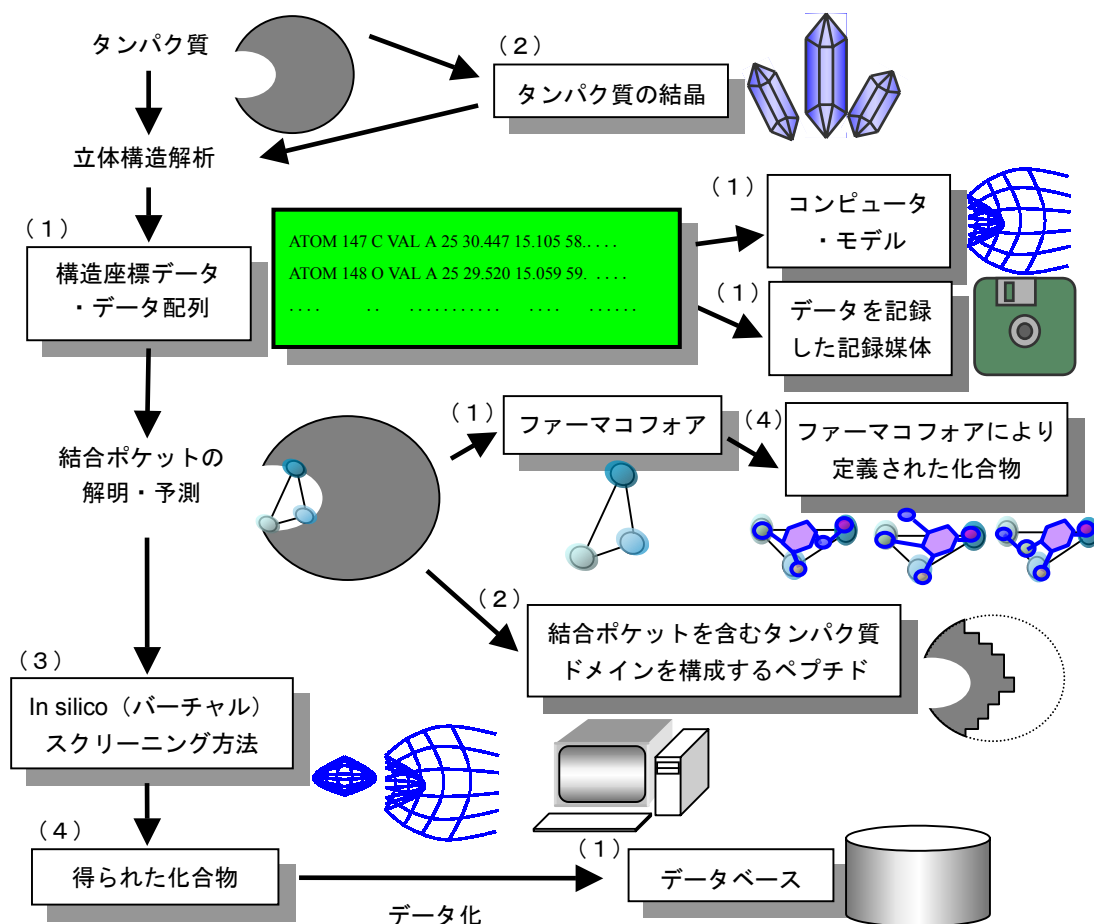 タンパク質
（２）
タンパク質の結晶
立体構造解析
（１）
構造座標データ
・データ配列
ATOM 147 C VAL A 25 30.447 15.105 58.. . . .
ATOM 148 O VAL A 25 29.520 15.059 59. . . . .
. . . . . . . . . . . . . . . . . . . . . . . . . . .
（１）
コンピュータ
・モデル
（１）
データを記録
した記録媒体
結合ポケットの
解明・予測
（１）
ファーマコフォア
（４）
ファーマコフォアにより
定義された化合物
（２）
結合ポケットを含むタンパク質
ドメインを構成するペプチド
（３）
In silico（バーチャル）
スクリーニング方法
（４）
得られた化合物
データ化
（１）
データベース